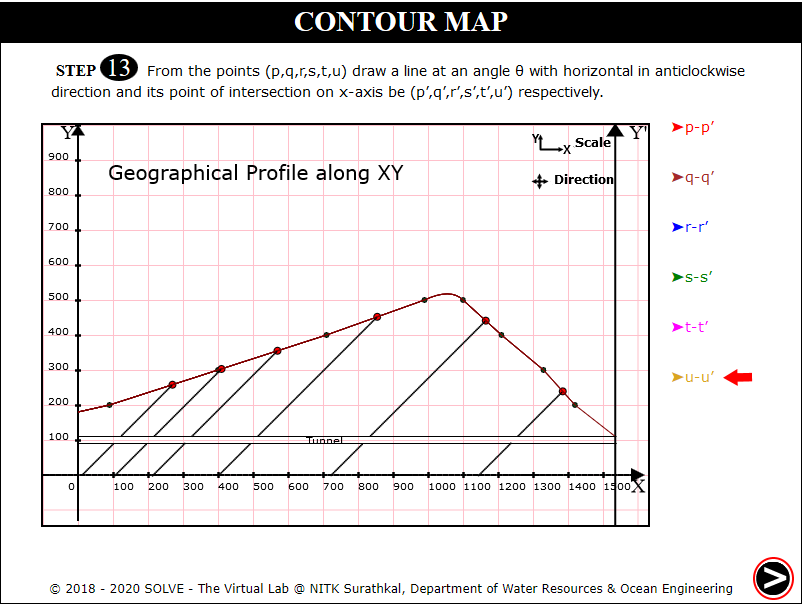 CONTOUR MAP
STEP 13 From the points (p,q,r,s,t,u) draw a line at an angle θ with horizontal in anticlockwise
direction and its point of intersection on x-axis be (p’,q’,r’,s’,t’,u’) respectively.
Y
Y'
Y
X
Scale
Direction
Geographical Profile along XY
900
800
700
600
500
400
300
200
100
Tunnel
0 100 200 300 400 500 600 700 800 900 1000 1100 1200 1300 1400 1500 X
➤p-p’
➤q-q’
➤r-r’
➤s-s’
➤t-t’
➤u-u’
© 2018 - 2020 SOLVE - The Virtual Lab @ NITK Surathkal, Department of Water Resources & Ocean Engineering